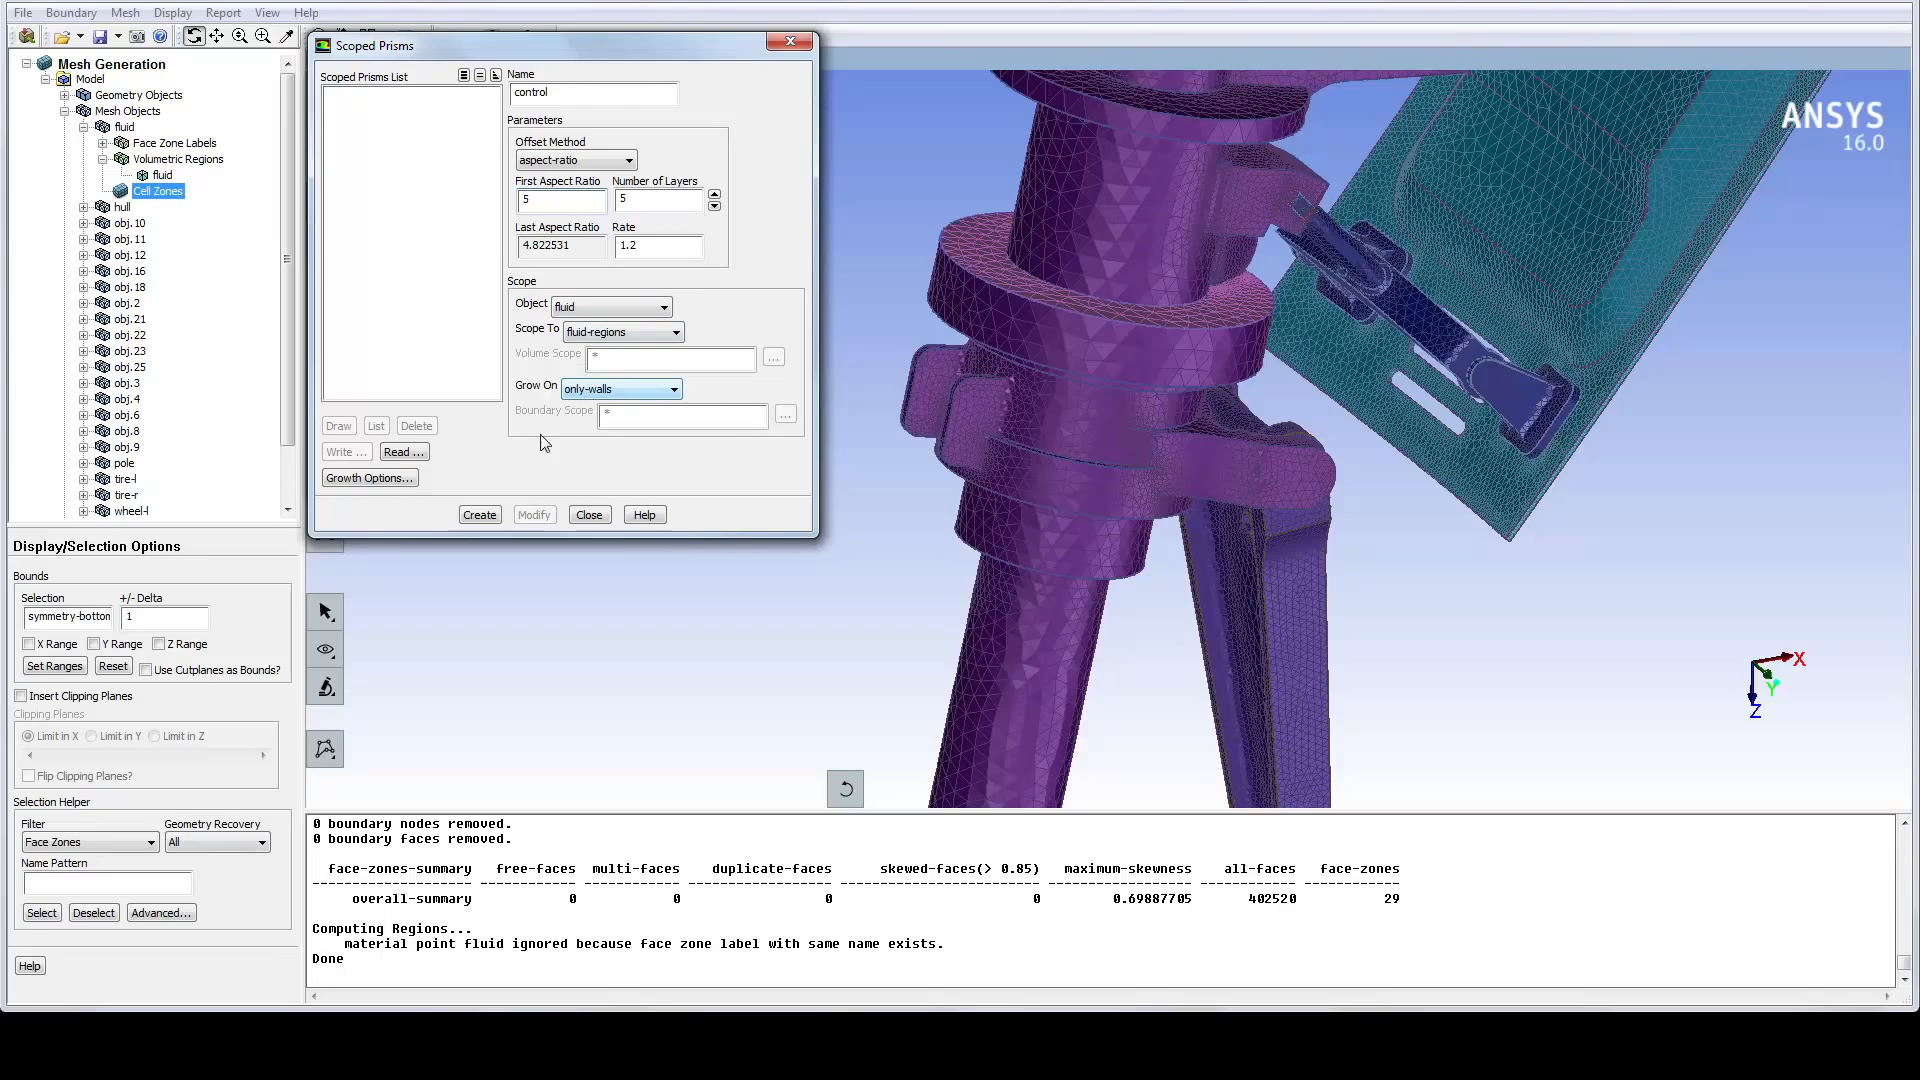 File Boundary Mesh Display Report View Help
Mesh Generation
Model
Geometry Objects
Mesh Objects
fluid
Face Zone Labels
Volumetric Regions
fluid
Cell Zones
hull
obj.10
obj.11
obj.12
obj.16
obj.18
obj.2
obj.21
obj.22
obj.23
obj.25
obj.3
obj.4
obj.6
obj.8
obj.9
pole
tire-l
tire-r
wheel-l
Display/Selection Options
Bounds
Selection +/- Delta
symmetry-bottom 1
X Range Y Range Z Range
Set Ranges Reset Use Cutplanes as Bounds?
Insert Clipping Planes
Clipping Planes
Limit in X Limit in Y Limit in Z
Flip Clipping Planes?
Selection Helper
Filter Geometry Recovery
Face Zones All
Name Pattern
Select Deselect Advanced...
Help
Scoped Prisms
Scoped Prisms List
Name
control
Parameters
Offset Method
aspect-ratio
First Aspect Ratio Number of Layers
5 5
Last Aspect Ratio Rate
4.822531 1.2
Scope
Object fluid
Scope To fluid-regions
Volume Scope * ...
Grow On only-walls
Boundary Scope * ...
Draw List Delete
Write ... Read ...
Growth Options...
Create Modify Close Help
ANSYS
16.0
X
Y
Z
0 boundary nodes removed.
0 boundary faces removed.
face-zones-summary free-faces multi-faces duplicate-faces skewed-faces(> 0.85) maximum-skewness all-faces face-zones
overall-summary 0 0 0 0 0.69887705 402520 29
Computing Regions...
material point fluid ignored because face zone label with same name exists.
Done